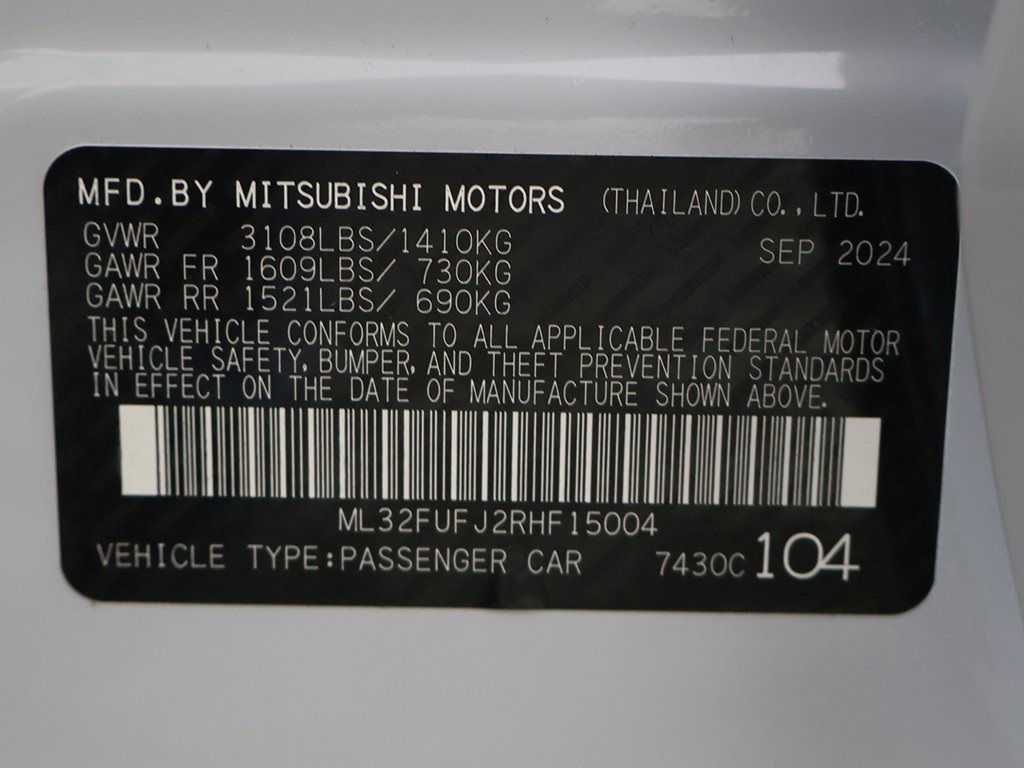 MFD.BY MITSUBISHI MOTORS (THAILAND) CO., LTD.
GVWR 3108LBS/1410KG SEP 2024
GAWR FR 1609LBS/ 730KG
GAWR RR 1521LBS/ 690KG
THIS VEHICLE CONFORMS TO ALL APPLICABLE FEDERAL MOTOR
VEHICLE SAFETY, BUMPER, AND THEFT PREVENTION STANDARDS
IN EFFECT ON THE DATE OF MANUFACTURE SHOWN ABOVE.
ML32FUFJ2RHF15004
VEHICLE TYPE:PASSENGER CAR 7430C 104